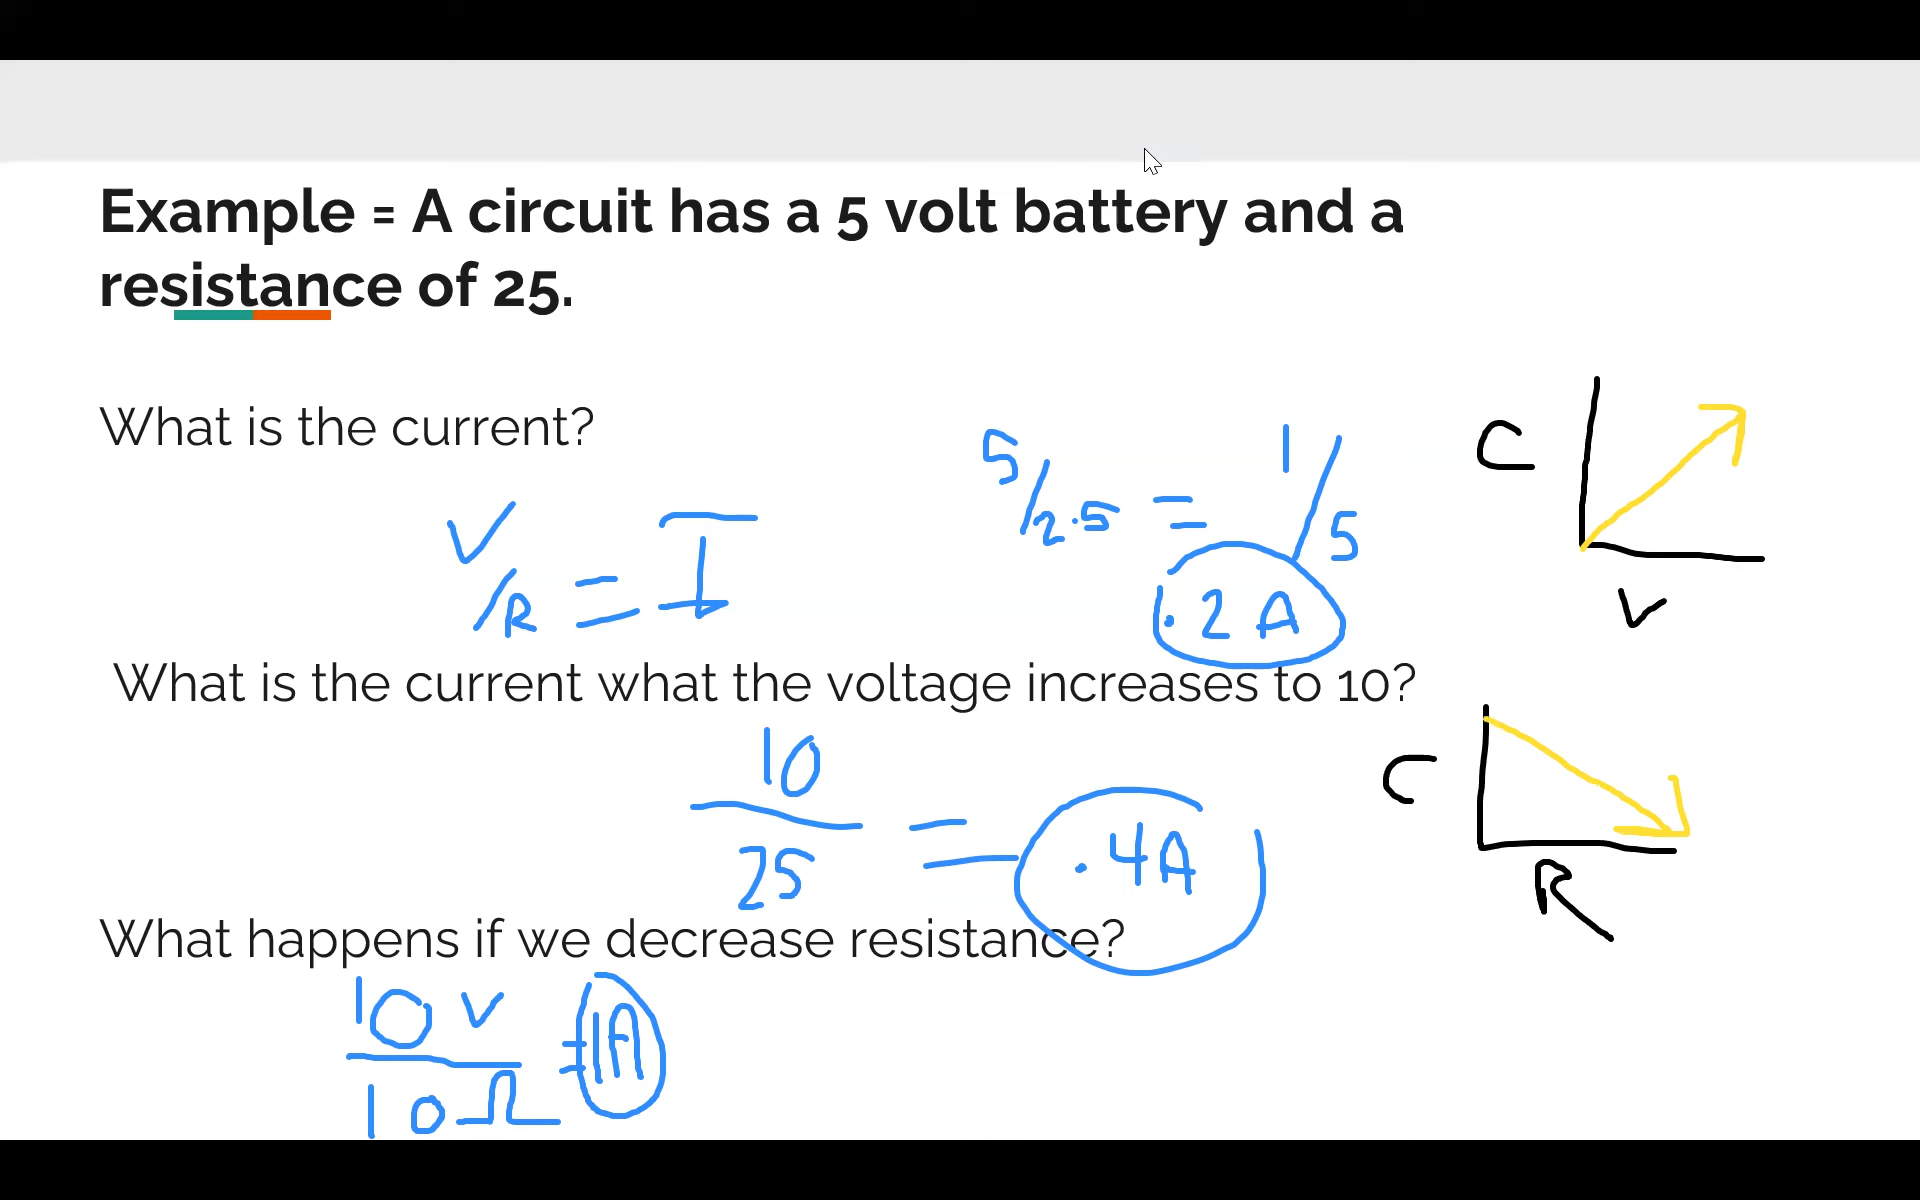 Example = A circuit has a 5 volt battery and a
resistance of 25.
What is the current?
V/R = I
5/2.5 = 1/5
.2 A
C
V
What is the current what the voltage increases to 10?
10
25
= .4A
C
R
What happens if we decrease resistance?
10 V
10 Ω
= 1A